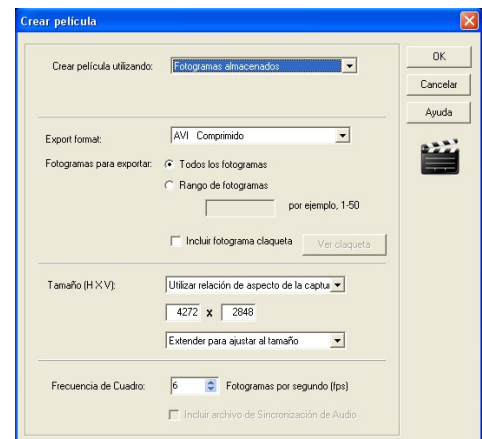 Crear película
Crear película utilizando: Fotogramas almacenados
OK
Cancelar
Ayuda
Export format: AVI Comprimido
Fotogramas para exportar: Todos los fotogramas
Rango de fotogramas
por ejemplo, 1-50
Incluir fotograma claqueta Ver claqueta
Tamaño (H X V): Utilizar relación de aspecto de la captu
4272 x 2848
Extender para ajustar al tamaño
Frecuencia de Cuadro: 6 Fotogramas por segundo (fps)
Incluir archivo de Sincronización de Audio